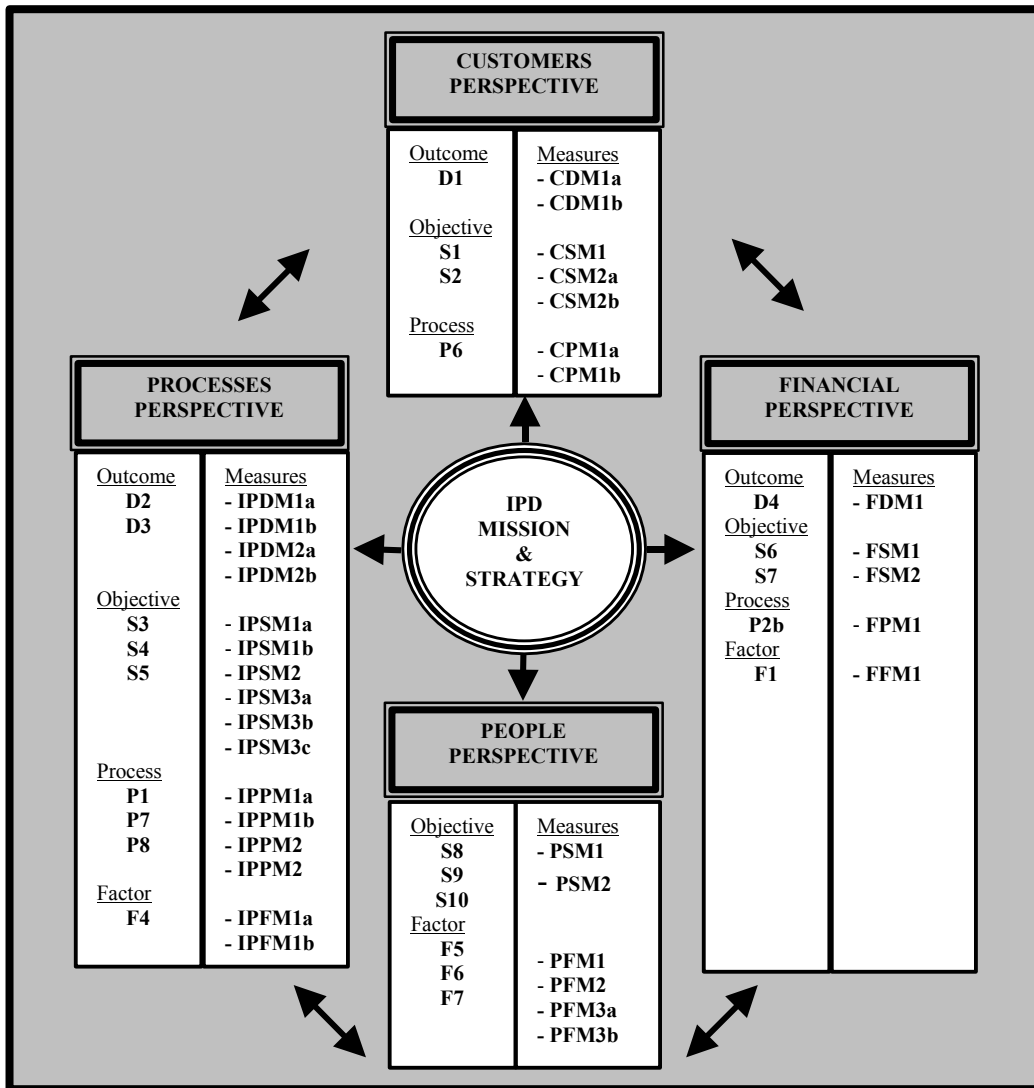 CUSTOMERS
PERSPECTIVE
Outcome Measures
D1 - CDM1a
- CDM1b
Objective
S1 - CSM1
S2 - CSM2a
- CSM2b
Process
P6 - CPM1a
- CPM1b
PROCESSES
PERSPECTIVE
Outcome Measures
D2 - IPDM1a
D3 - IPDM1b
- IPDM2a
- IPDM2b
Objective
S3 - IPSM1a
S4 - IPSM1b
S5 - IPSM2
- IPSM3a
- IPSM3b
- IPSM3c
Process
P1 - IPPM1a
P7 - IPPM1b
P8 - IPPM2
- IPPM2
Factor
F4 - IPFM1a
- IPFM1b
IPD
MISSION
&
STRATEGY
FINANCIAL
PERSPECTIVE
Outcome Measures
D4 - FDM1
Objective
S6 - FSM1
S7 - FSM2
Process
P2b - FPM1
Factor
F1 - FFM1
PEOPLE
PERSPECTIVE
Objective Measures
S8 - PSM1
S9 - PSM2
S10
Factor
F5 - PFM1
F6 - PFM2
F7 - PFM3a
- PFM3b